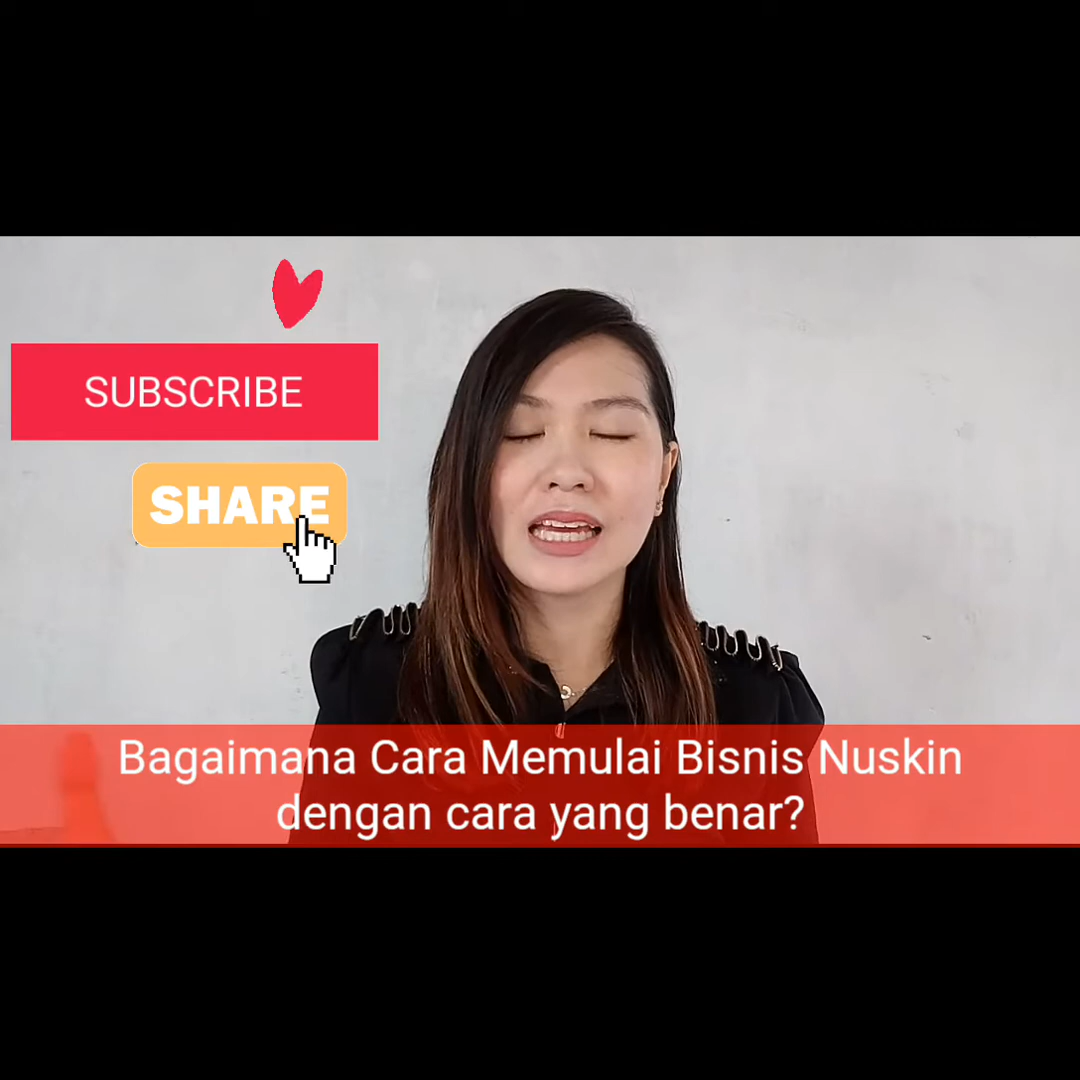 SUBSCRIBE
SHARE
Bagaimana Cara Memulai Bisnis Nuskin
dengan cara yang benar?